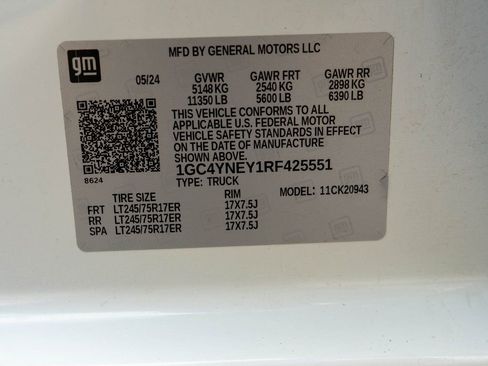 gm
MFD BY GENERAL MOTORS LLC
05/24 GVWR GAWR FRT GAWR RR
5148 KG 2540 KG 2898 KG
11350 LB 5600 LB 6390 LB
THIS VEHICLE CONFORMS TO ALL
APPLICABLE U.S. FEDERAL MOTOR
VEHICLE SAFETY STANDARDS IN EFFECT
ON THE DATE OF MANUFACTURE
SHOWN ABOVE.
8624 1GC4YNEY1RF425551
TYPE: TRUCK
TIRE SIZE RIM MODEL: 11CK20943
FRT LT245/75R17ER 17X7.5J
RR LT245/75R17ER 17X7.5J
SPA LT245/75R17ER 17X7.5J